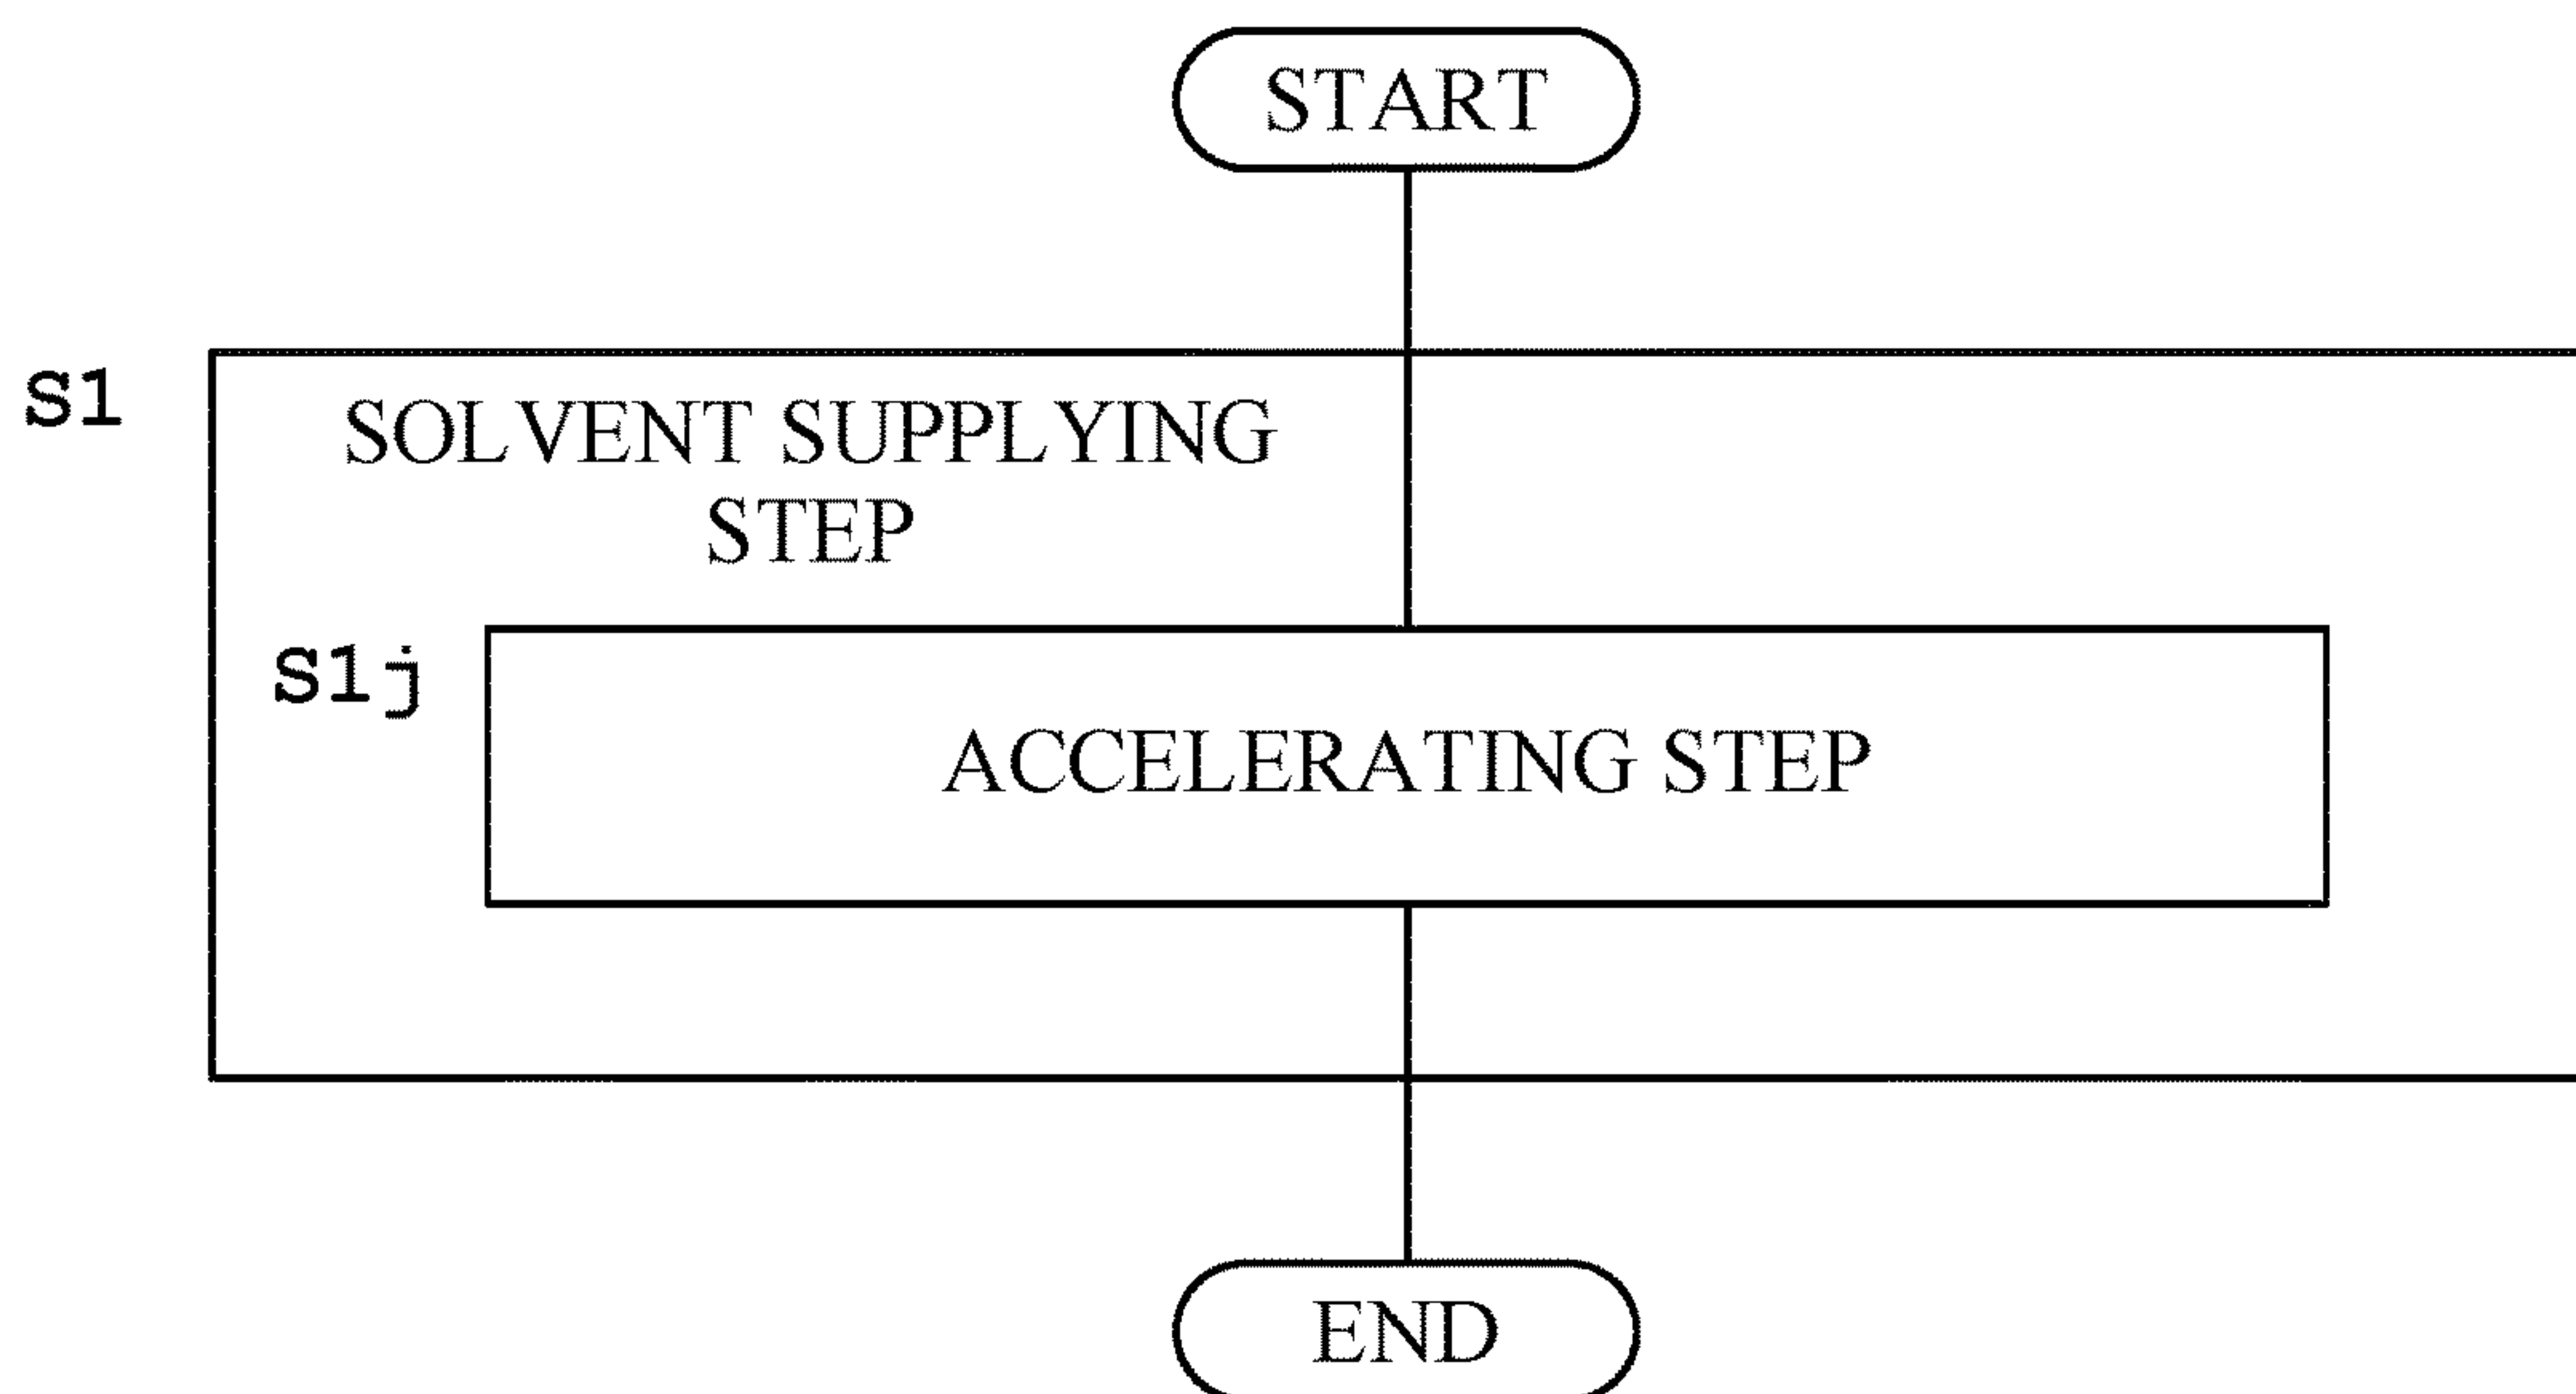 START
S1
SOLVENT SUPPLYING
STEP
S1j
ACCELERATING STEP
END